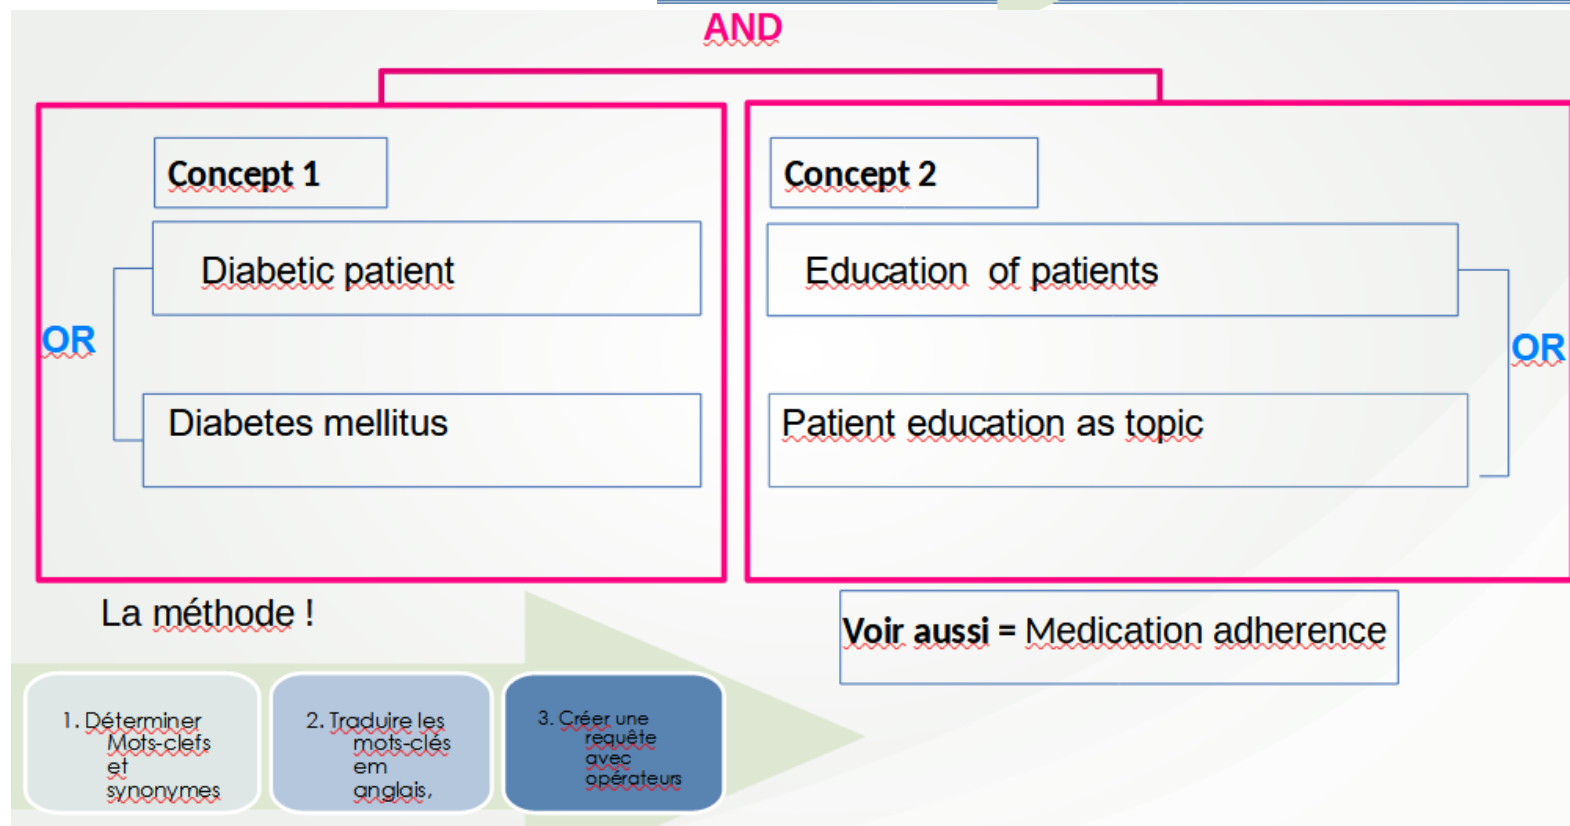 AND
Concept 1
Diabetic patient
OR
Diabetes mellitus
Concept 2
Education of patients
OR
Patient education as topic
La méthode !
Voir aussi = Medication adherence
1. Déterminer
Mots-clefs
et
synonymes
2. Traduire les
mots-clés
em
anglais,
3. Créer une
requête
avec
opérateurs